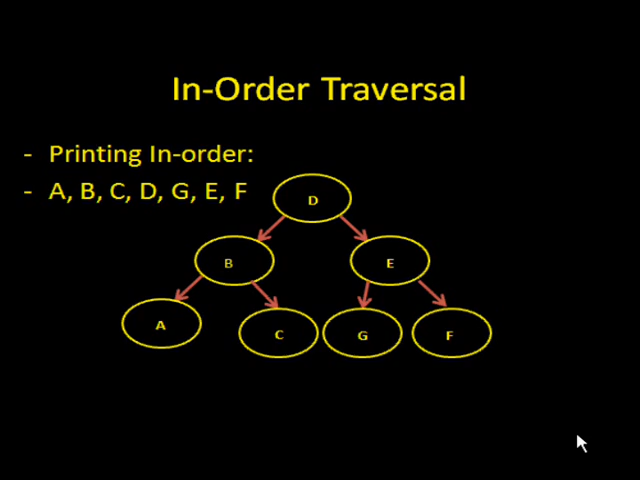 In-Order Traversal
- Printing In-order:
- A, B, C, D, G, E, F
D
B
E
A
C
G
F